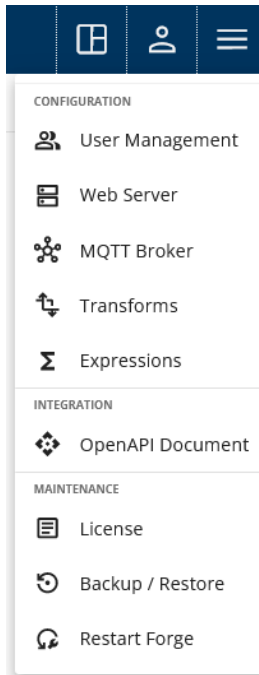 CONFIGURATION
User Management
Web Server
MQTT Broker
Transforms
Expressions
INTEGRATION
OpenAPI Document
MAINTENANCE
License
Backup / Restore
Restart Forge